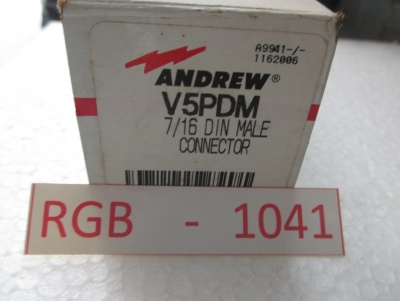 A9941-/-
1162006
ANDREW®
V5PDM
7/16 DIN MALE
CONNECTOR
RGB - 1041